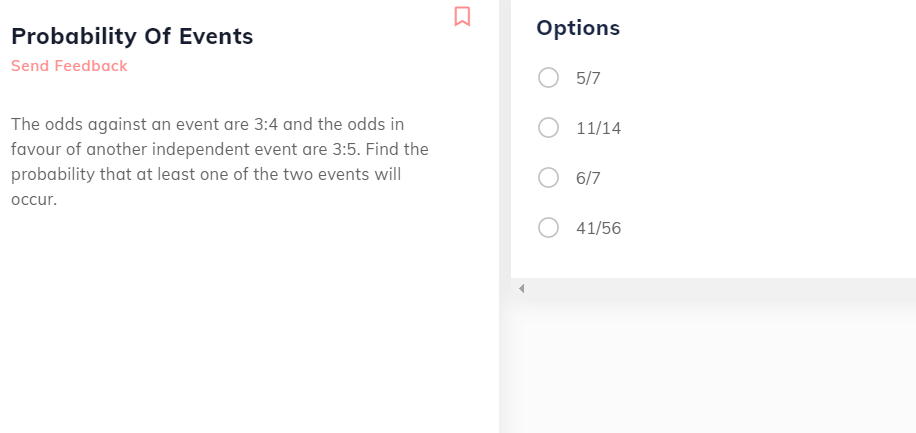 Probability Of Events
Send Feedback
The odds against an event are 3:4 and the odds in
favour of another independent event are 3:5. Find the
probability that at least one of the two events will
occur.
Options
5/7
11/14
6/7
41/56